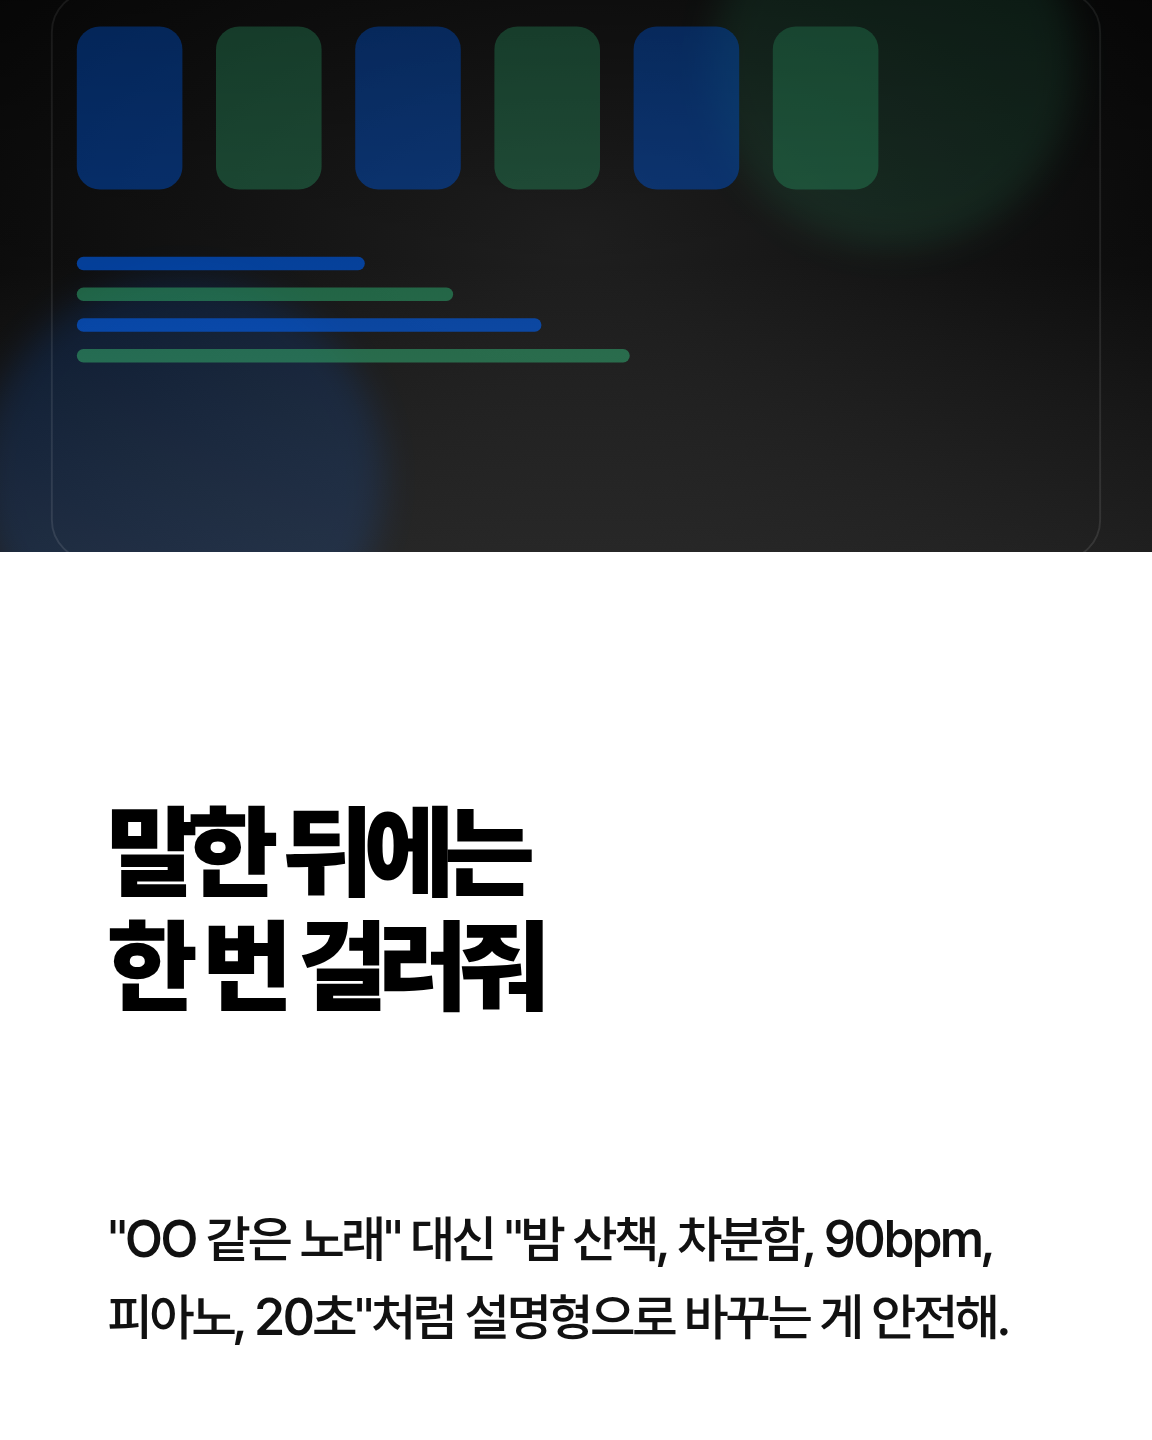 말한 뒤에는
한 번 걸러줘
"OO 같은 노래" 대신 "밤 산책, 차분함, 90bpm,
피아노, 20초"처럼 설명형으로 바꾸는 게 안전해.